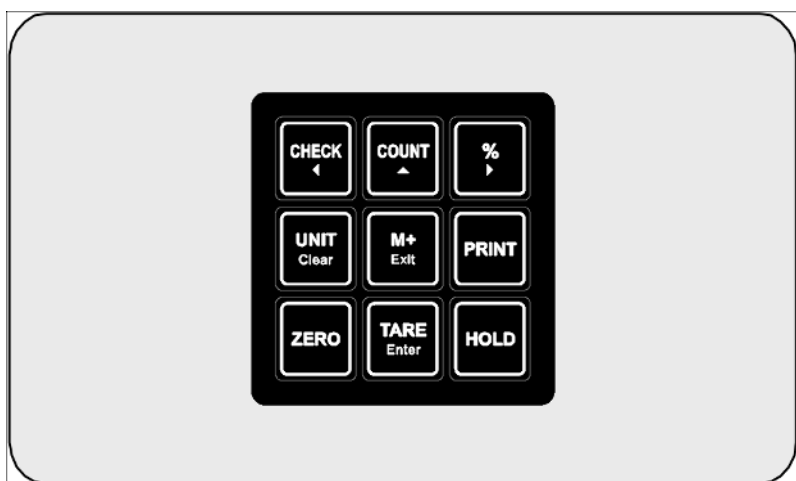 CHECK COUNT %
UNIT M+ PRINT
Clear Exit
ZERO TARE HOLD
Enter